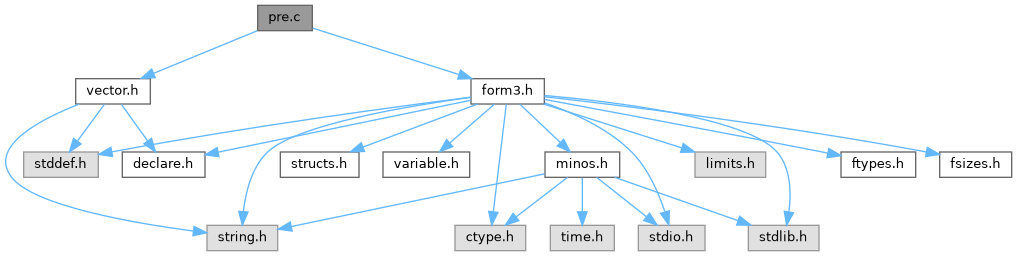 pre.c
vector.h
form3.h
stddef.h
declare.h
structs.h
variable.h
minos.h
limits.h
ftypes.h
fsizes.h
string.h
ctype.h
time.h
stdio.h
stdlib.h